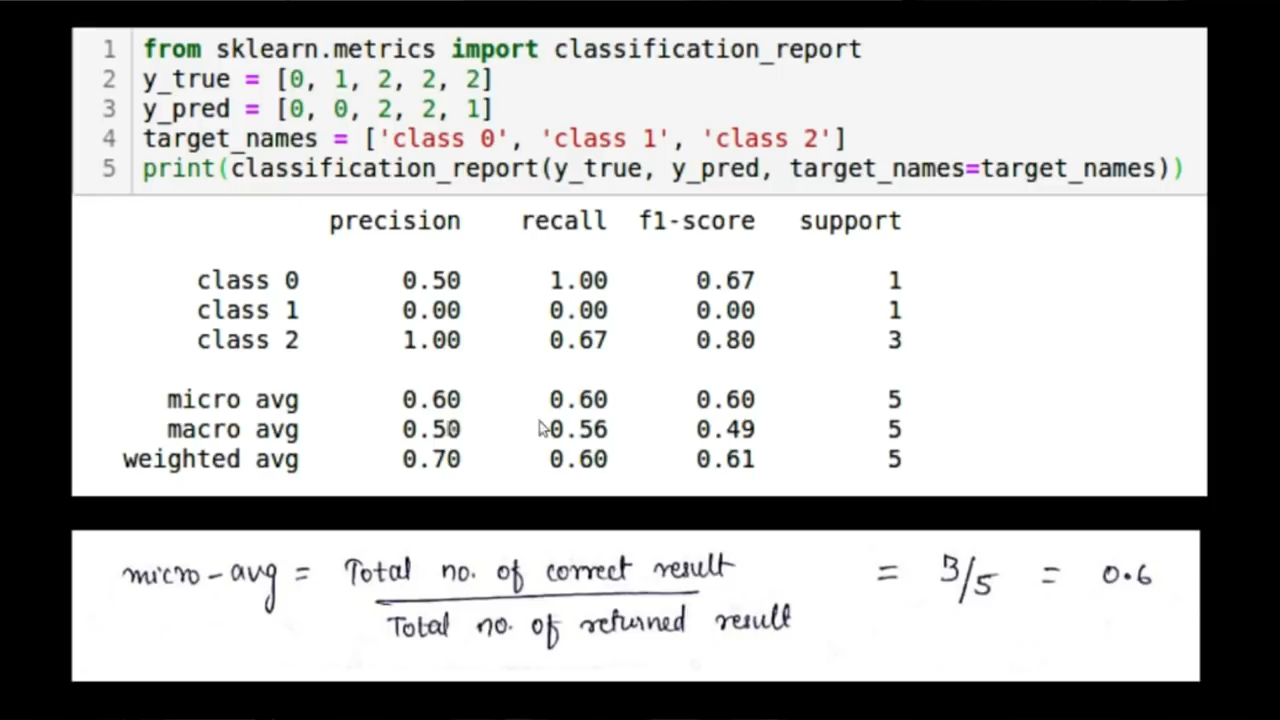 1 from sklearn.metrics import classification_report
2 y_true = [0, 1, 2, 2, 2]
3 y_pred = [0, 0, 2, 2, 1]
4 target_names = ['class 0', 'class 1', 'class 2']
5 print(classification_report(y_true, y_pred, target_names=target_names))
precision recall f1-score support
class 0 0.50 1.00 0.67 1
class 1 0.00 0.00 0.00 1
class 2 1.00 0.67 0.80 3
micro avg 0.60 0.60 0.60 5
macro avg 0.50 0.56 0.49 5
weighted avg 0.70 0.60 0.61 5
micro-avg = Total no. of correct result = 3/5 = 0.6
Total no. of returned result